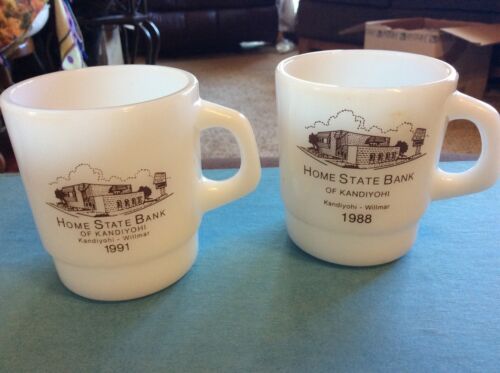 HOME STATE BANK
OF KANDIYOHI
Kandiyohi - Willmar
1991
HOME STATE BANK
OF KANDIYOHI
Kandiyohi - Willmar
1988